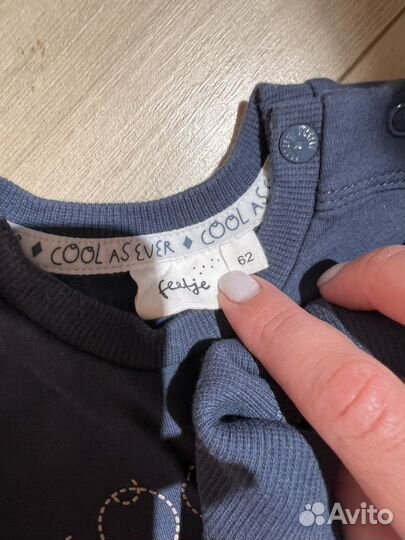 ◆ COOL AS EVER ◆ COOL AS
feetje
62
Avito